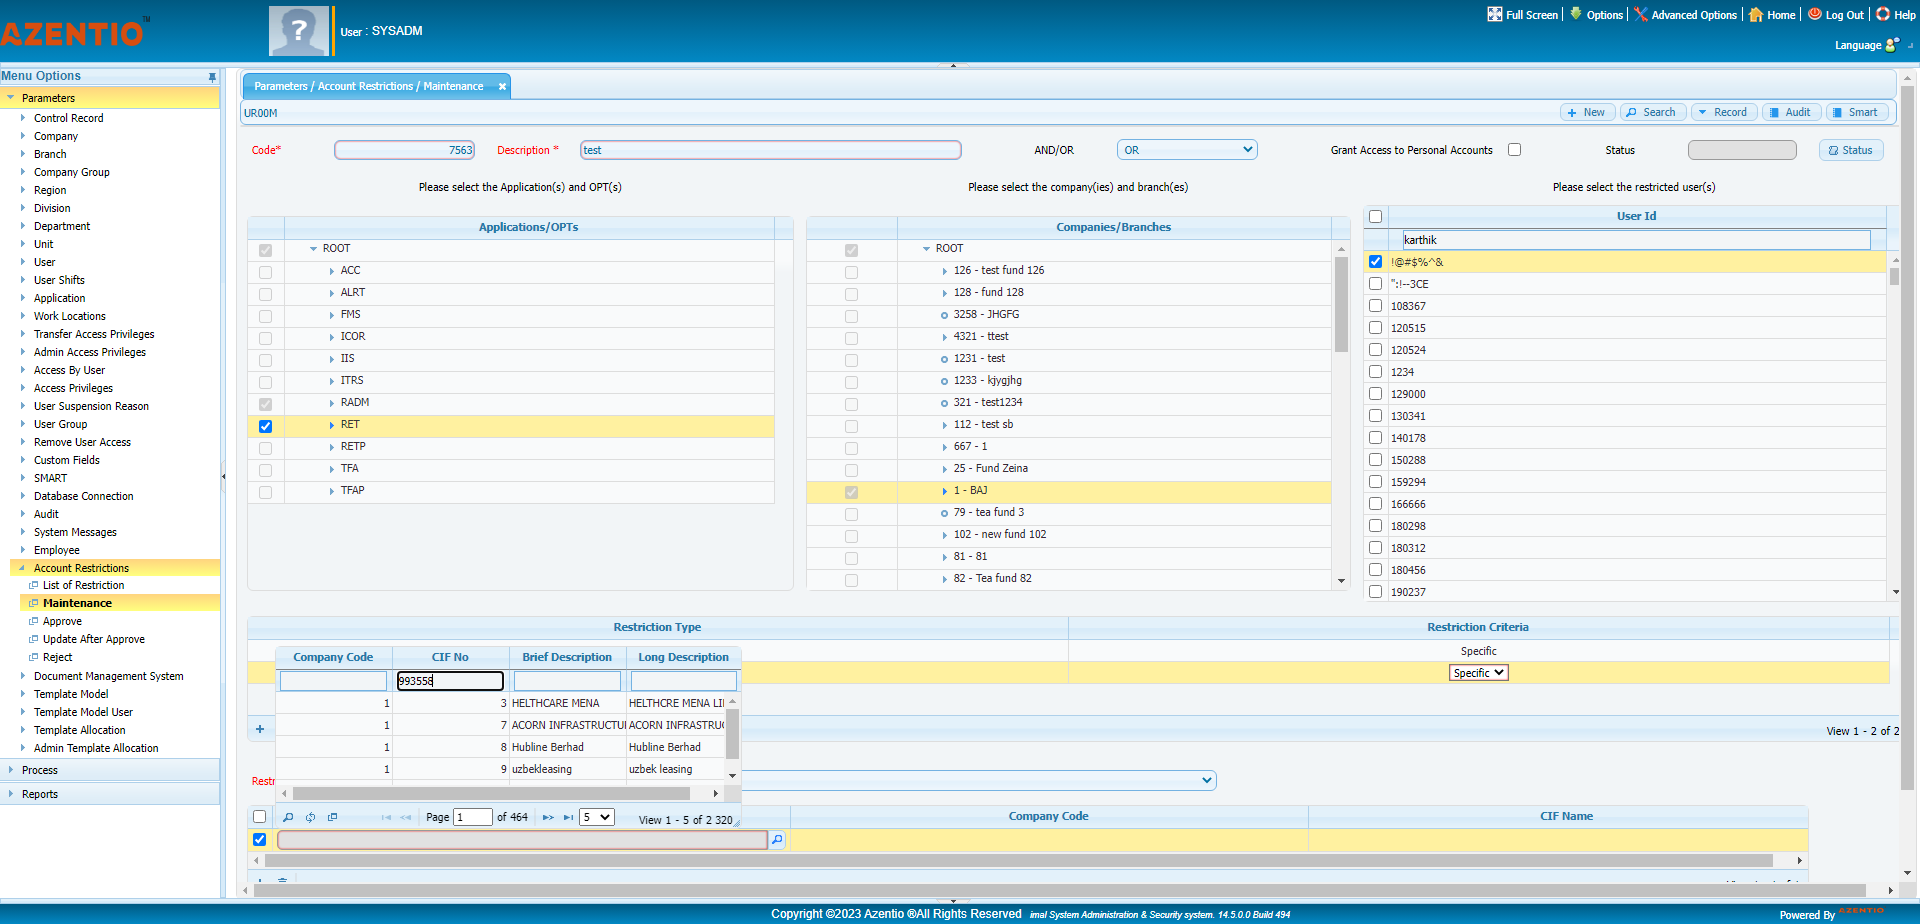 AZENTIO™
User : SYSADM
Full Screen
Options
Advanced Options
Home
Log Out
Help
Language
Menu Options
Parameters
Control Record
Company
Branch
Company Group
Region
Division
Department
Unit
User
User Shifts
Application
Work Locations
Transfer Access Privileges
Admin Access Privileges
Access By User
Access Privileges
User Suspension Reason
User Group
Remove User Access
Custom Fields
SMART
Database Connection
Audit
System Messages
Employee
Account Restrictions
List of Restriction
Maintenance
Approve
Update After Approve
Reject
Document Management System
Template Model
Template Model User
Template Allocation
Admin Template Allocation
Process
Reports
Parameters / Account Restrictions / Maintenance
UR00M
New
Search
Record
Audit
Smart
Code* 7563
Description * test
AND/OR OR
Grant Access to Personal Accounts
Status
Status
Please select the Application(s) and OPT(s)
Applications/OPTs
ROOT
ACC
ALRT
FMS
ICOR
IIS
ITRS
RADM
RET
RETP
TFA
TFAP
Please select the company(ies) and branch(es)
Companies/Branches
ROOT
126 - test fund 126
128 - fund 128
3258 - JHGFG
4321 - ttest
1231 - test
1233 - kjygjhg
321 - test1234
112 - test sb
667 - 1
25 - Fund Zeina
1 - BAJ
79 - tea fund 3
102 - new fund 102
81 - 81
82 - Tea fund 82
Please select the restricted user(s)
User Id
karthik
!@#$%^&
":!--3CE
108367
120515
120524
1234
129000
130341
140178
150288
159294
166666
180298
180312
180456
190237
Restriction Type Restriction Criteria
Specific
Specific
View 1 - 2 of 2
Company Code CIF No Brief Description Long Description
993558
1 3 HELTHCARE MENA HELTHCRE MENA LI
1 7 ACORN INFRASTRUCTU ACORN INFRASTRUC
1 8 Hubline Berhad Hubline Berhad
1 9 uzbekleasing uzbek leasing
Page 1 of 464 5 View 1 - 5 of 2 320
Restr
Company Code CIF Name
Copyright ©2023 Azentio ®All Rights Reserved imal System Administration & Security system. 14.5.0.0 Build 494
Powered By AZENTIO